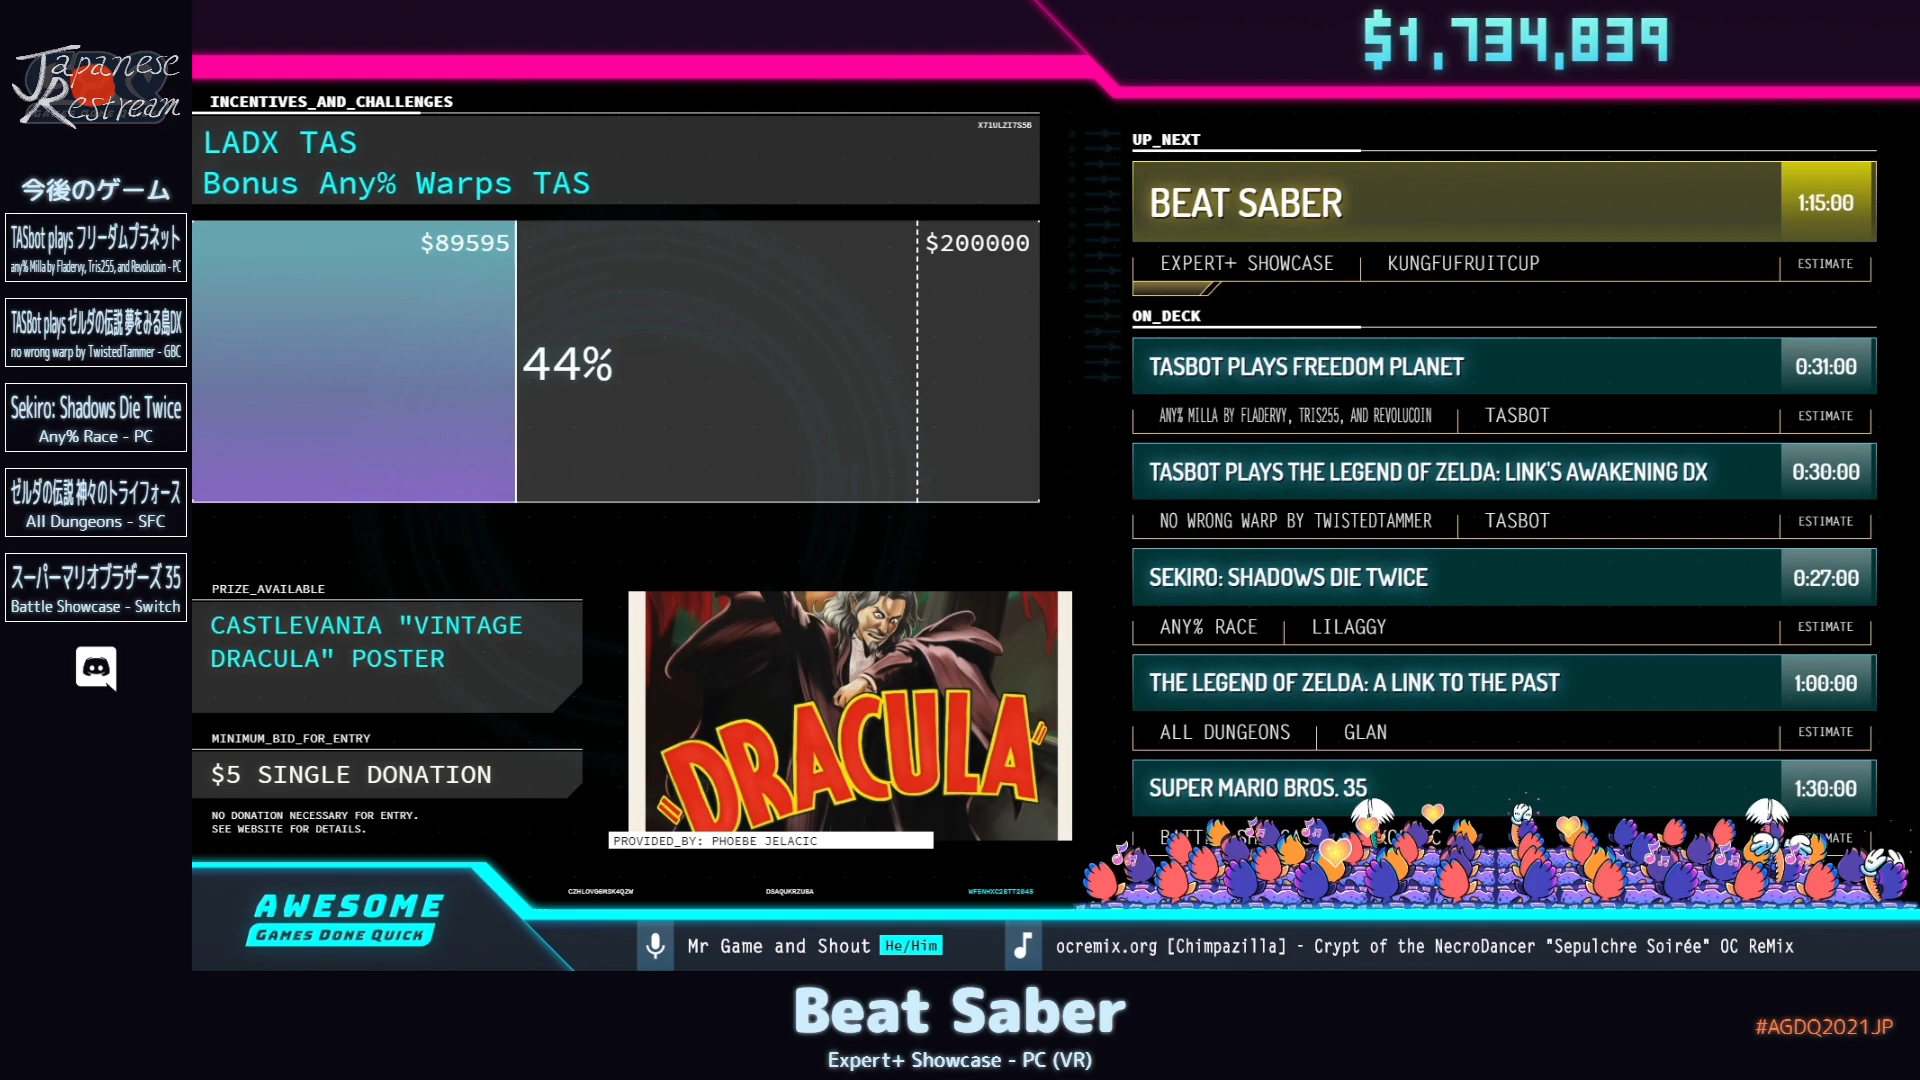 Japanese
Restream
今後のゲーム
TASbot plays フリーダムプラネット
any% Milla by Fladervy, Tris255, and Revolucoin - PC
TASBot plays ゼルダの伝説 夢をみる島DX
no wrong warp by TwistedTammer - GBC
Sekiro: Shadows Die Twice
Any% Race - PC
ゼルダの伝説 神々のトライフォース
All Dungeons - SFC
スーパーマリオブラザーズ 35
Battle Showcase - Switch
$1,734,839
INCENTIVES_AND_CHALLENGES
X71ULZI7S5B
LADX TAS
Bonus Any% Warps TAS
$89595
$200000
44%
PRIZE_AVAILABLE
CASTLEVANIA "VINTAGE
DRACULA" POSTER
MINIMUM_BID_FOR_ENTRY
$5 SINGLE DONATION
NO DONATION NECESSARY FOR ENTRY.
SEE WEBSITE FOR DETAILS.
"DRACULA"
PROVIDED_BY: PHOEBE JELACIC
UP_NEXT
BEAT SABER
1:15:00
EXPERT+ SHOWCASE
KUNGFUFRUITCUP
ESTIMATE
ON_DECK
TASBOT PLAYS FREEDOM PLANET
0:31:00
ANY% MILLA BY FLADERVY, TRIS255, AND REVOLUCOIN
TASBOT
ESTIMATE
TASBOT PLAYS THE LEGEND OF ZELDA: LINK'S AWAKENING DX
0:30:00
NO WRONG WARP BY TWISTEDTAMMER
TASBOT
ESTIMATE
SEKIRO: SHADOWS DIE TWICE
0:27:00
ANY% RACE
LILAGGY
ESTIMATE
THE LEGEND OF ZELDA: A LINK TO THE PAST
1:00:00
ALL DUNGEONS
GLAN
ESTIMATE
SUPER MARIO BROS. 35
1:30:00
AWESOME
GAMES DONE QUICK
Mr Game and Shout He/Him
ocremix.org [Chimpazilla] - Crypt of the NecroDancer "Sepulchre Soirée" OC ReMix
Beat Saber
Expert+ Showcase - PC (VR)
#AGDQ2021JP